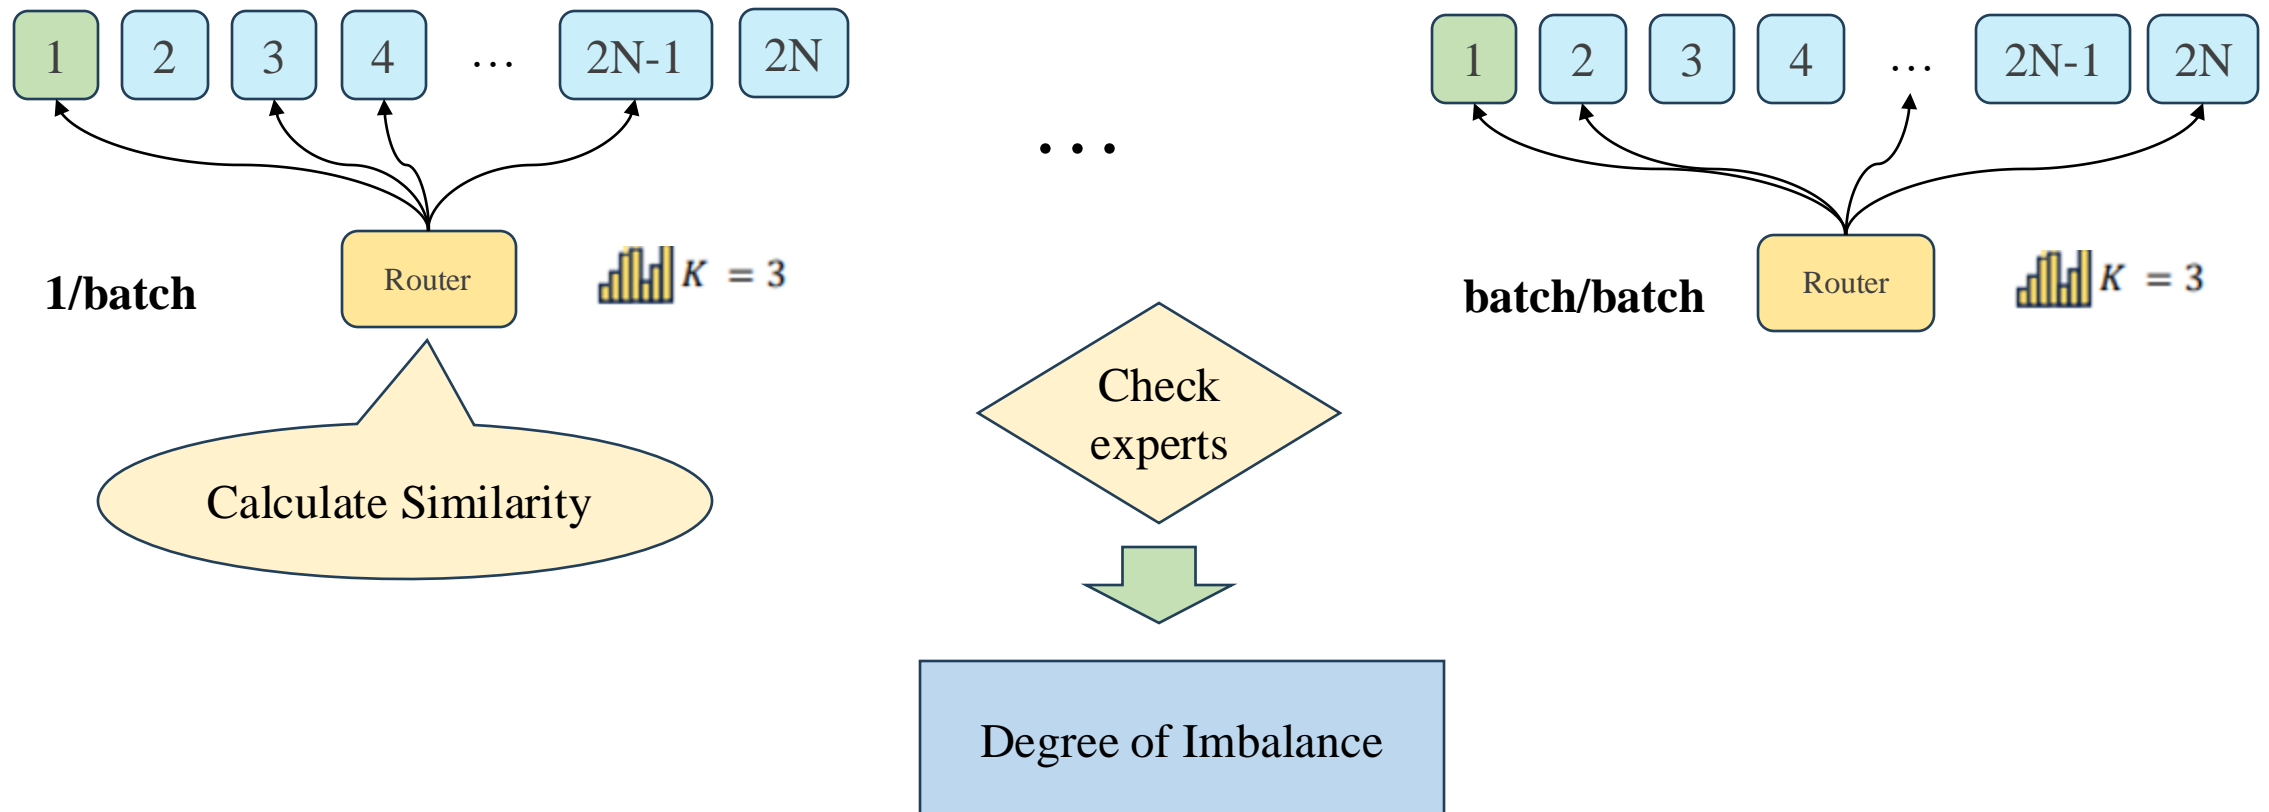 1 2 3 4 … 2N-1 2N
…
1 2 3 4 … 2N-1 2N
1/batch
Router
K = 3
batch/batch
Router
K = 3
Check
experts
Calculate Similarity
Degree of Imbalance